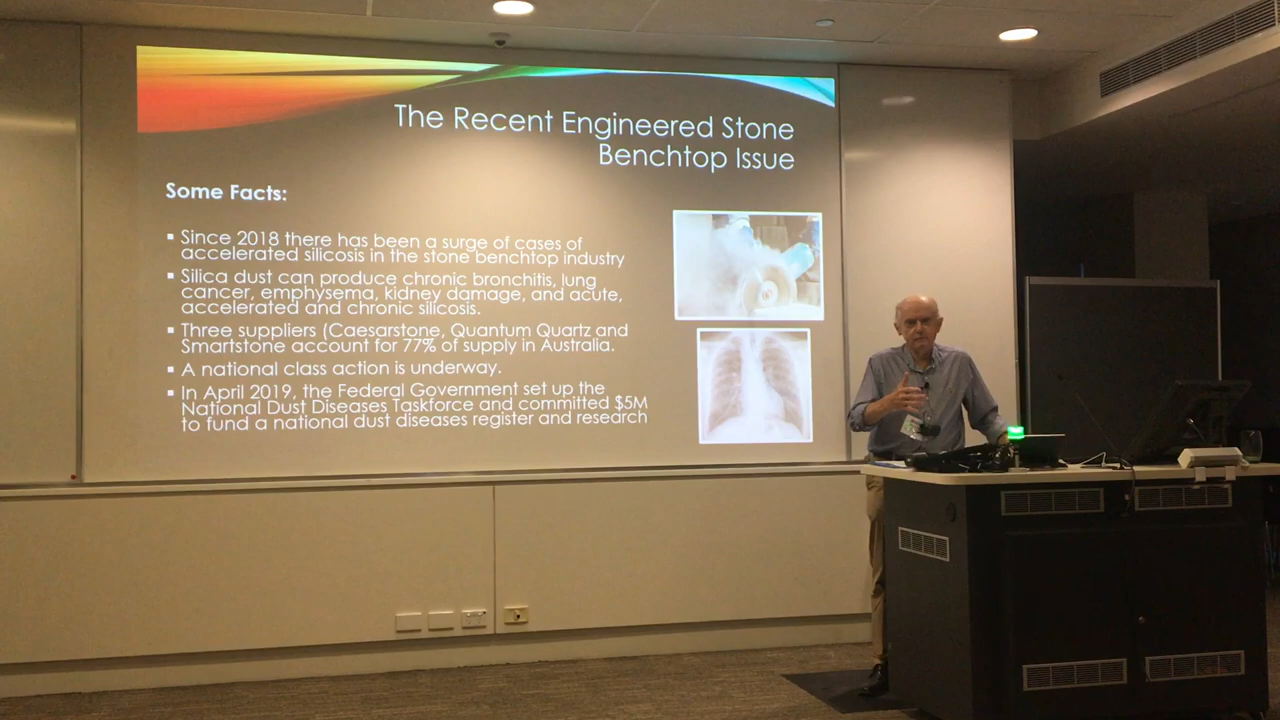 The Recent Engineered Stone
Benchtop Issue
Some Facts:
▪ Since 2018 there has been a surge of cases of
accelerated silicosis in the stone benchtop industry
▪ Silica dust can produce chronic bronchitis, lung
cancer, emphysema, kidney damage, and acute,
accelerated and chronic silicosis.
▪ Three suppliers (Caesarstone, Quantum Quartz and
Smartstone account for 77% of supply in Australia.
▪ A national class action is underway.
▪ In April 2019, the Federal Government set up the
National Dust Diseases Taskforce and committed $5M
to fund a national dust diseases register and research